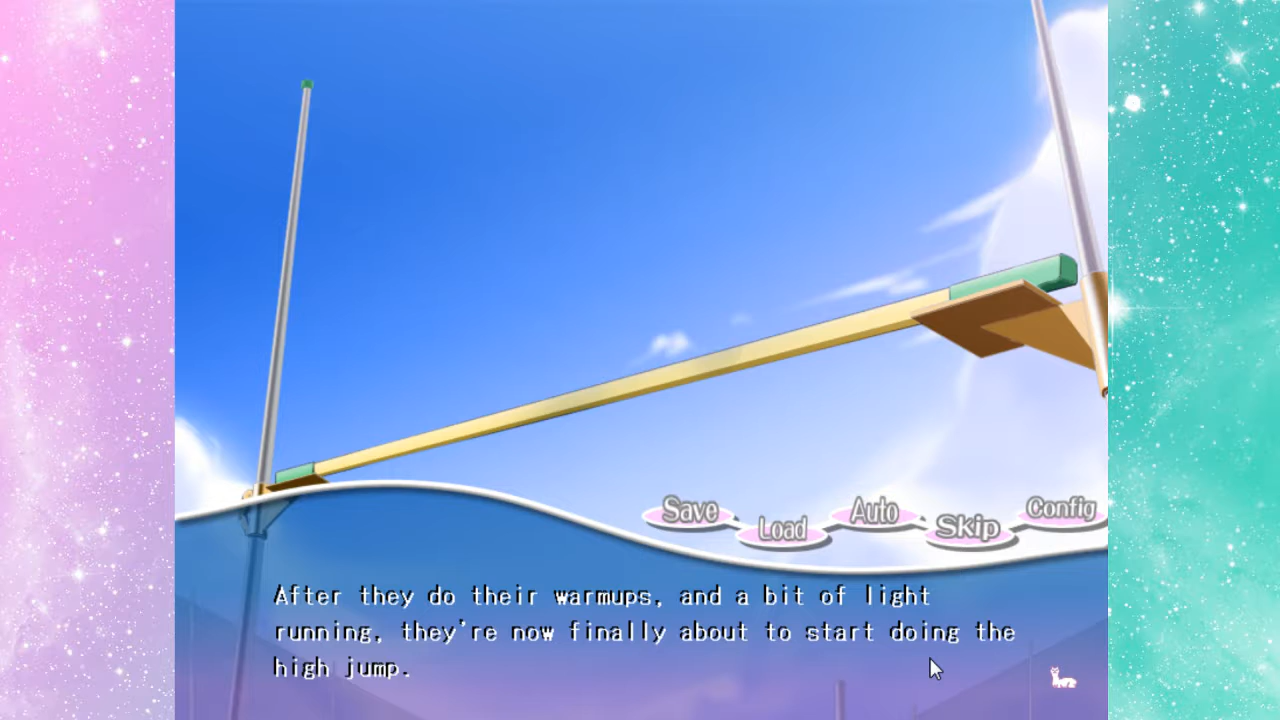 Save
Load
Auto
Skip
Config
After they do their warmups, and a bit of light
running, they're now finally about to start doing the
high jump.